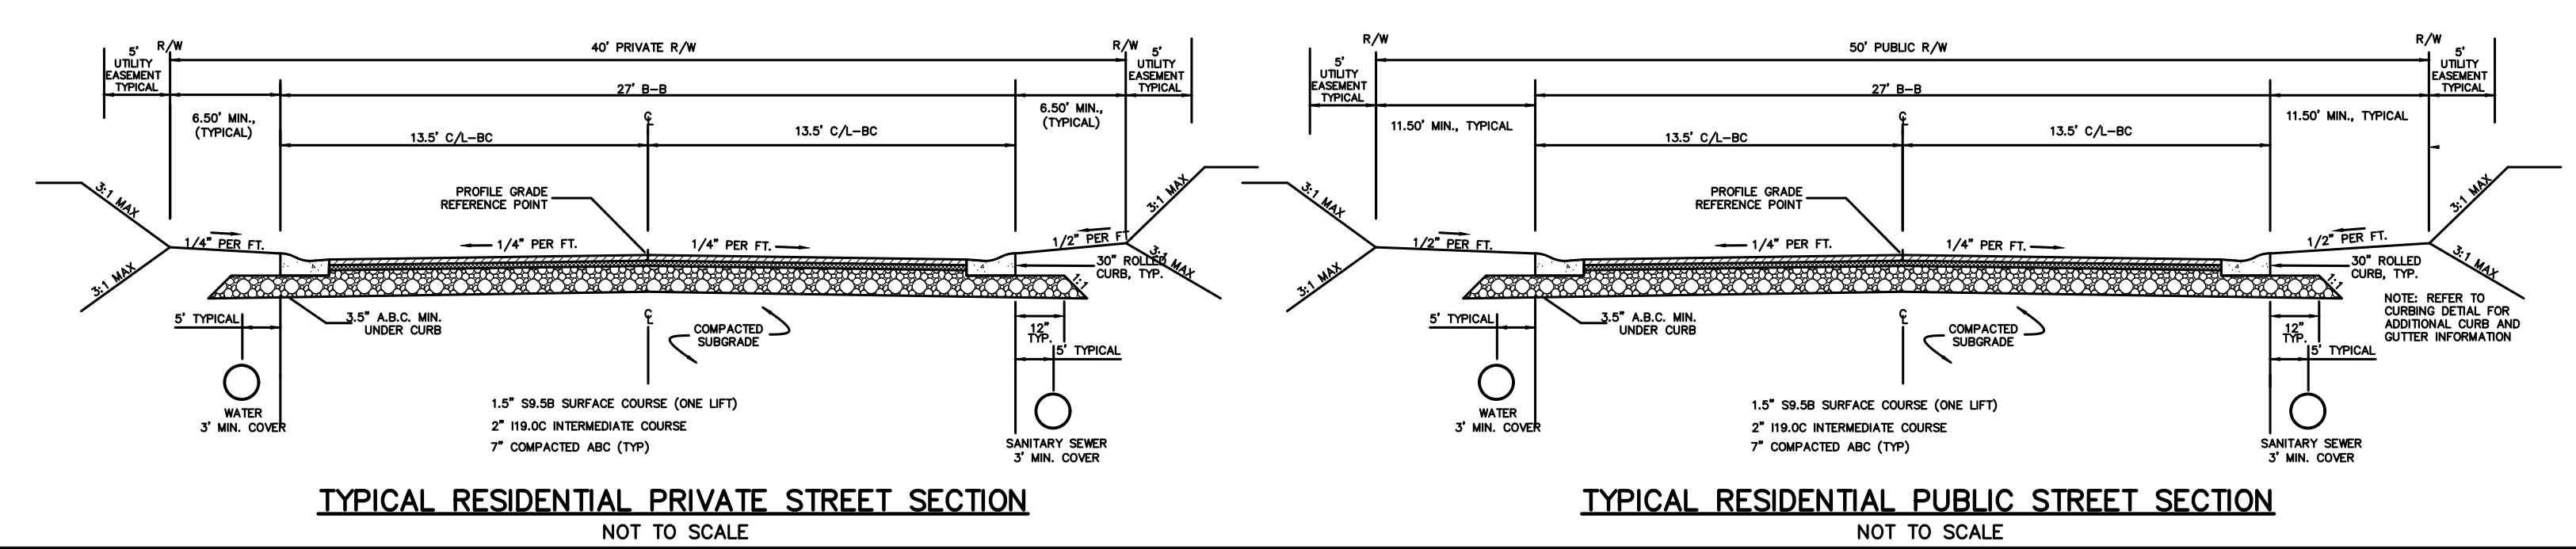 R/W
40' PRIVATE R/W
R/W
5'
UTILITY
EASEMENT
TYPICAL
5'
UTILITY
EASEMENT
TYPICAL
27' B-B
6.50' MIN.,
(TYPICAL)
6.50' MIN.,
(TYPICAL)
℄
13.5' C/L-BC
13.5' C/L-BC
3:1 MAX
3:1 MAX
PROFILE GRADE
REFERENCE POINT
1/4" PER FT.
1/4" PER FT.
1/4" PER FT.
1/2" PER FT
3:1 MAX
3:1 MAX
30" ROLLED
CURB, TYP.
1:1
5' TYPICAL
3.5" A.B.C. MIN.
UNDER CURB
℄
COMPACTED
SUBGRADE
12"
TYP.
5' TYPICAL
WATER
3' MIN. COVER
1.5" S9.5B SURFACE COURSE (ONE LIFT)
2" I19.0C INTERMEDIATE COURSE
7" COMPACTED ABC (TYP)
SANITARY SEWER
3' MIN. COVER
TYPICAL RESIDENTIAL PRIVATE STREET SECTION
NOT TO SCALE
R/W
50' PUBLIC R/W
R/W
5'
UTILITY
EASEMENT
TYPICAL
5'
UTILITY
EASEMENT
TYPICAL
27' B-B
11.50' MIN., TYPICAL
11.50' MIN., TYPICAL
℄
13.5' C/L-BC
13.5' C/L-BC
3:1 MAX
3:1 MAX
PROFILE GRADE
REFERENCE POINT
1/2" PER FT.
1/4" PER FT.
1/4" PER FT.
1/2" PER FT.
3:1 MAX
3:1 MAX
30" ROLLED
CURB, TYP.
1:1
NOTE: REFER TO
CURBING DETIAL FOR
ADDITIONAL CURB AND
GUTTER INFORMATION
5' TYPICAL
3.5" A.B.C. MIN.
UNDER CURB
℄
COMPACTED
SUBGRADE
12"
TYP.
5' TYPICAL
WATER
3' MIN. COVER
1.5" S9.5B SURFACE COURSE (ONE LIFT)
2" I19.0C INTERMEDIATE COURSE
7" COMPACTED ABC (TYP)
SANITARY SEWER
3' MIN. COVER
TYPICAL RESIDENTIAL PUBLIC STREET SECTION
NOT TO SCALE